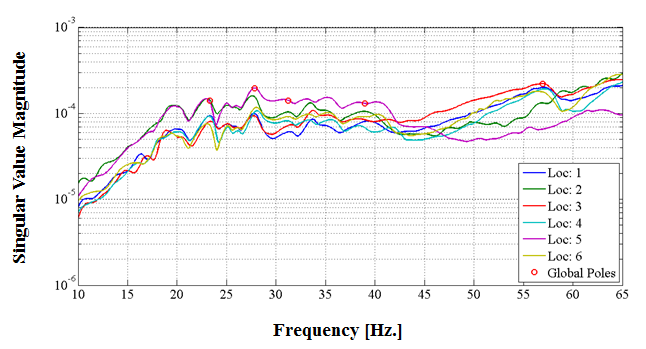 Singular Value Magnitude
10^-3
10^-4
10^-5
10^-6
10 15 20 25 30 35 40 45 50 55 60 65
Frequency [Hz.]
Loc: 1
Loc: 2
Loc: 3
Loc: 4
Loc: 5
Loc: 6
Global Poles